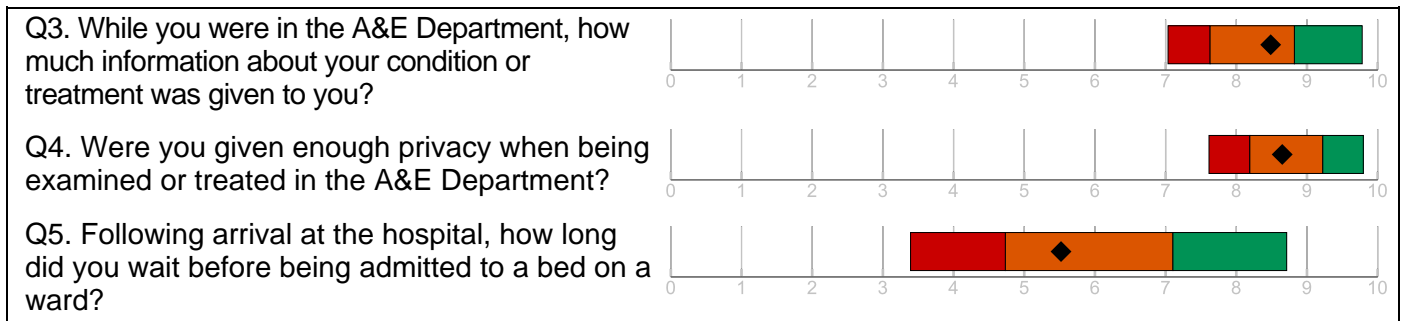 Q3. While you were in the A&E Department, how
much information about your condition or
treatment was given to you?
0 1 2 3 4 5 6 7 8 9 10
Q4. Were you given enough privacy when being
examined or treated in the A&E Department?
0 1 2 3 4 5 6 7 8 9 10
Q5. Following arrival at the hospital, how long
did you wait before being admitted to a bed on a
ward?
0 1 2 3 4 5 6 7 8 9 10